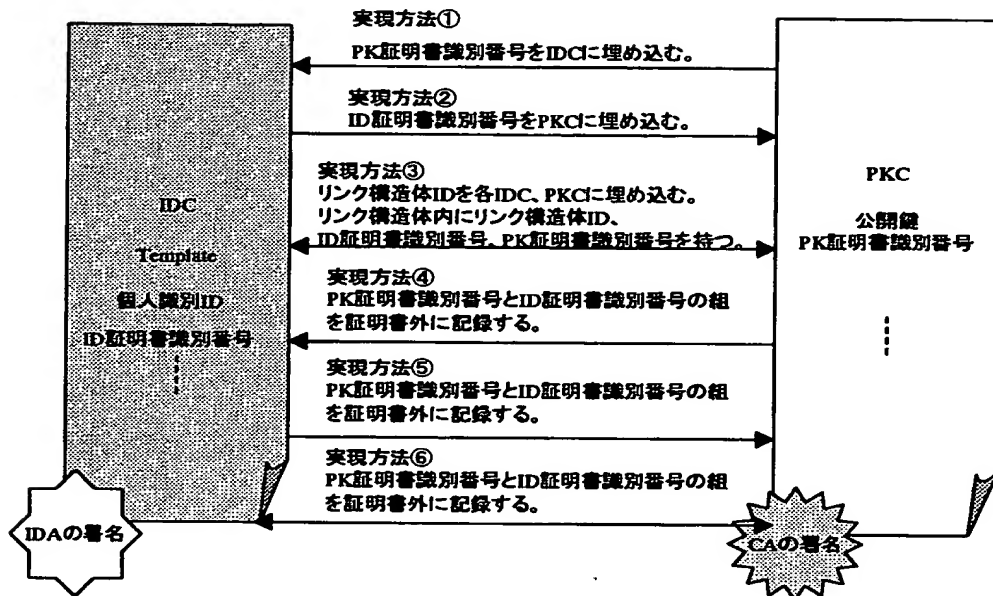 実現方法①
PK証明書識別番号をIDCに埋め込む。
実現方法②
ID証明書識別番号をPKCに埋め込む。
実現方法③
リンク構造体IDを各IDC、PKCに埋め込む。
リンク構造体内にリンク構造体ID、
ID証明書識別番号、PK証明書識別番号を持つ。
実現方法④
PK証明書識別番号とID証明書識別番号の組
を証明書外に記録する。
実現方法⑤
PK証明書識別番号とID証明書識別番号の組
を証明書外に記録する。
実現方法⑥
PK証明書識別番号とID証明書識別番号の組
を証明書外に記録する。
IDC
Template
個人識別ID
ID証明書識別番号
IDAの署名
PKC
公開鍵
PK証明書識別番号
CAの署名